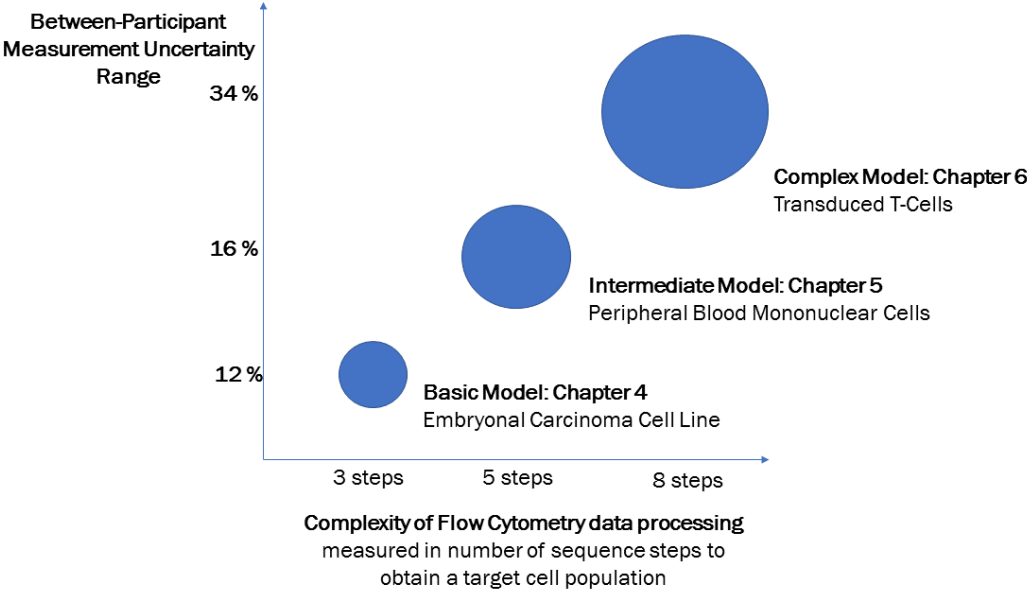 Between-Participant
Measurement Uncertainty
Range
34 %
Complex Model: Chapter 6
Transduced T-Cells
16 %
Intermediate Model: Chapter 5
Peripheral Blood Mononuclear Cells
12 %
Basic Model: Chapter 4
Embryonal Carcinoma Cell Line
3 steps
5 steps
8 steps
Complexity of Flow Cytometry data processing
measured in number of sequence steps to
obtain a target cell population